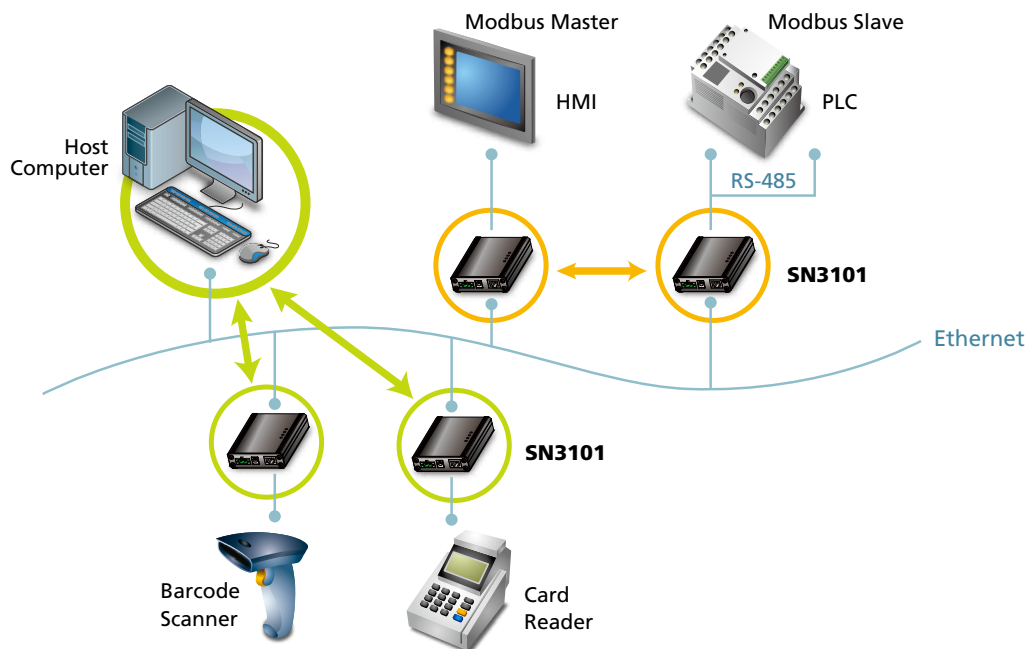 Modbus Master
Modbus Slave
HMI
PLC
Host
Computer
RS-485
SN3101
Ethernet
SN3101
Barcode
Scanner
Card
Reader